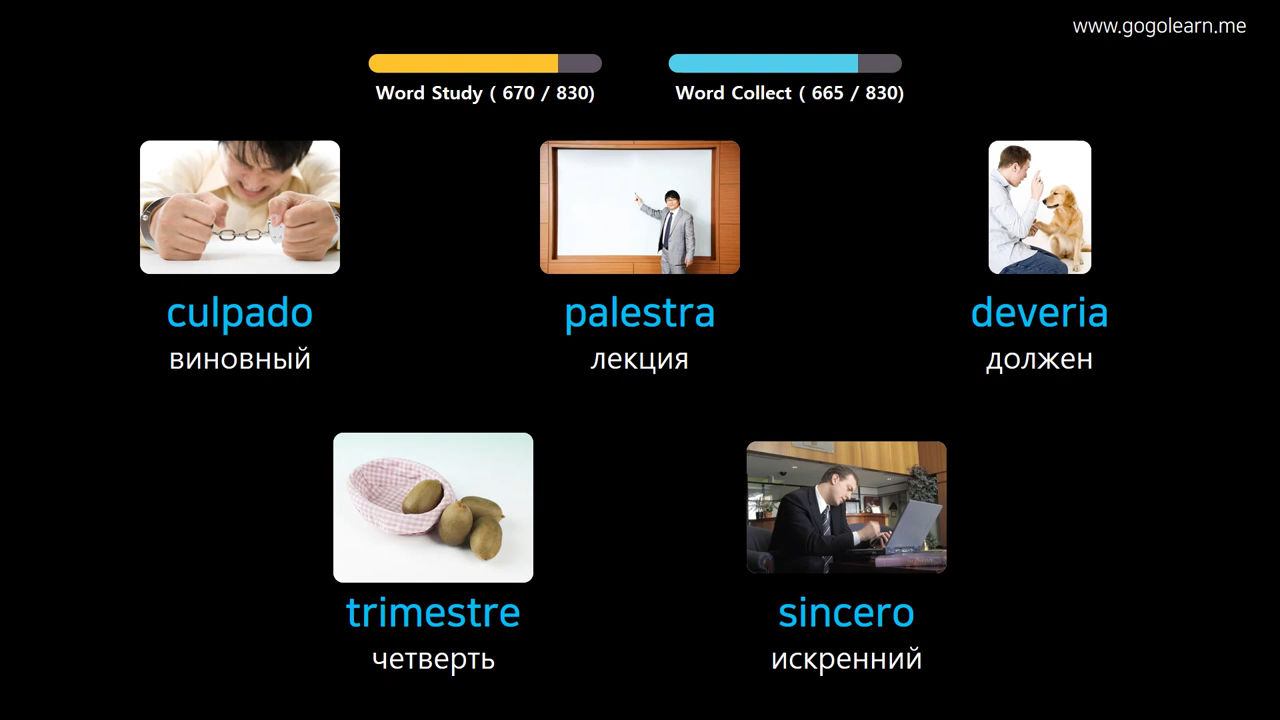 www.gogolearn.me
Word Study ( 670 / 830)
Word Collect ( 665 / 830)
culpado
виновный
palestra
лекция
deveria
должен
trimestre
четверть
sincero
искренний